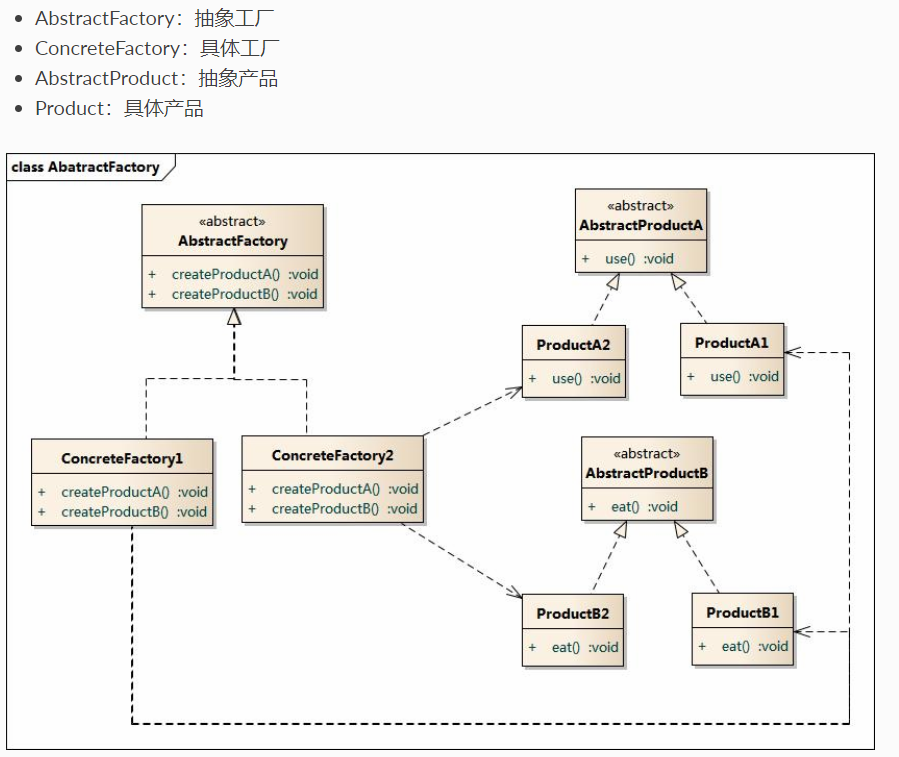 AbstractFactory：抽象工厂
ConcreteFactory：具体工厂
AbstractProduct：抽象产品
Product：具体产品
class AbatractFactory
«abstract»
AbstractFactory
+ createProductA() :void
+ createProductB() :void
«abstract»
AbstractProductA
+ use() :void
ProductA2
+ use() :void
ProductA1
+ use() :void
ConcreteFactory1
+ createProductA() :void
+ createProductB() :void
ConcreteFactory2
+ createProductA() :void
+ createProductB() :void
«abstract»
AbstractProductB
+ eat() :void
ProductB2
+ eat() :void
ProductB1
+ eat() :void